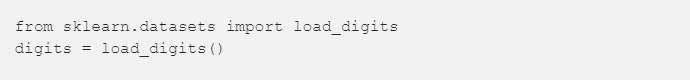 from sklearn.datasets import load_digits
digits = load_digits()